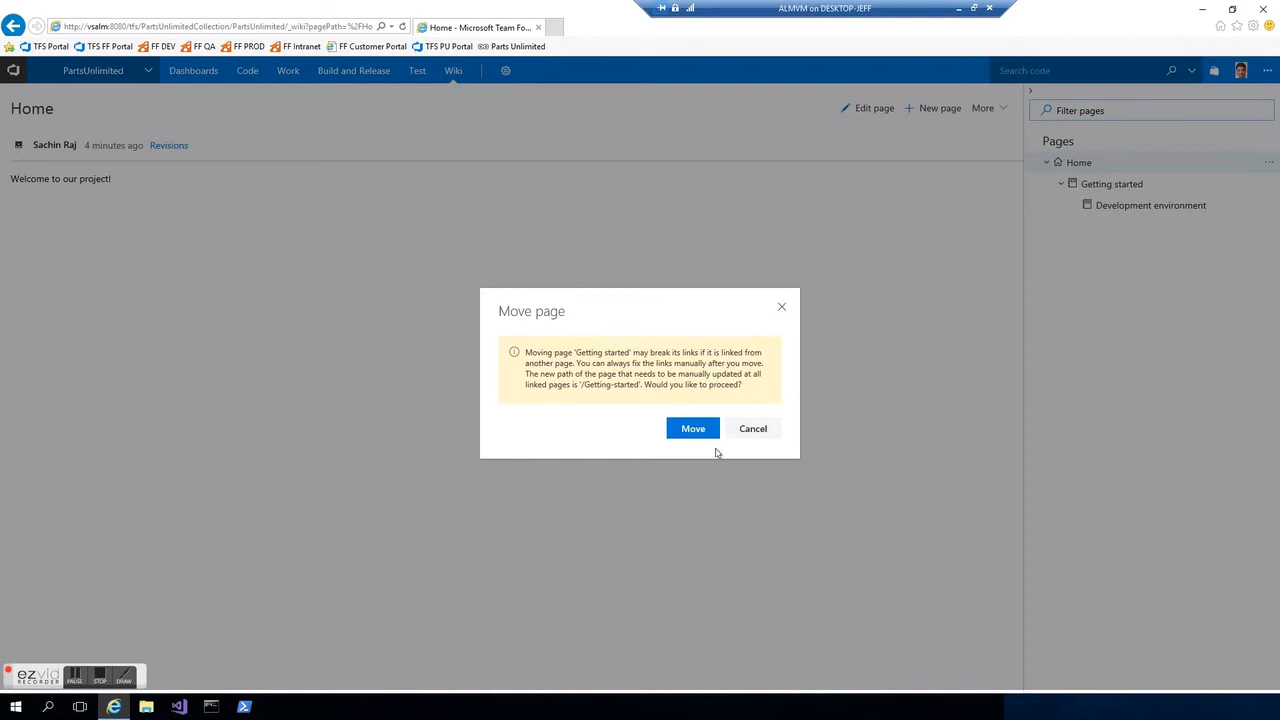 ALMVM on DESKTOP-JEFF
http://vsalm:8080/tfs/PartsUnlimitedCollection/PartsUnlimited/_wiki?pagePath=%2FHo
Home - Microsoft Team Fo...
TFS Portal
TFS FF Portal
FF DEV
FF QA
FF PROD
FF Intranet
FF Customer Portal
TFS PU Portal
Parts Unlimited
PartsUnlimited
Dashboards
Code
Work
Build and Release
Test
Wiki
Search code
Home
Edit page
New page
More
Filter pages
Sachin Raj
4 minutes ago
Revisions
Welcome to our project!
Pages
Home
Getting started
Development environment
Move page
Moving page 'Getting started' may break its links if it is linked from
another page. You can always fix the links manually after you move.
The new path of the page that needs to be manually updated at all
linked pages is '/Getting-started'. Would you like to proceed?
Move
Cancel
ezvid
RECORDER
PAUSE
STOP
DRAW